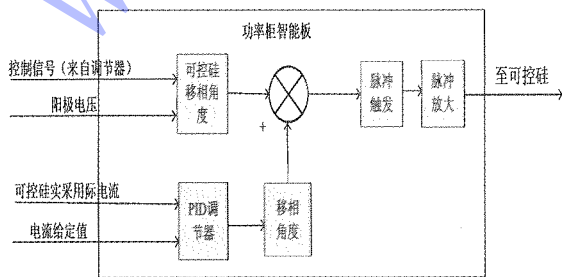 功率柜智能板
控制信号（来自调节器）
阳极电压
可控硅
移相角
度
脉冲
触发
脉冲
放大
至可控硅
+
可控硅实采用际电流
电流给定值
PID调
节器
移相
角度